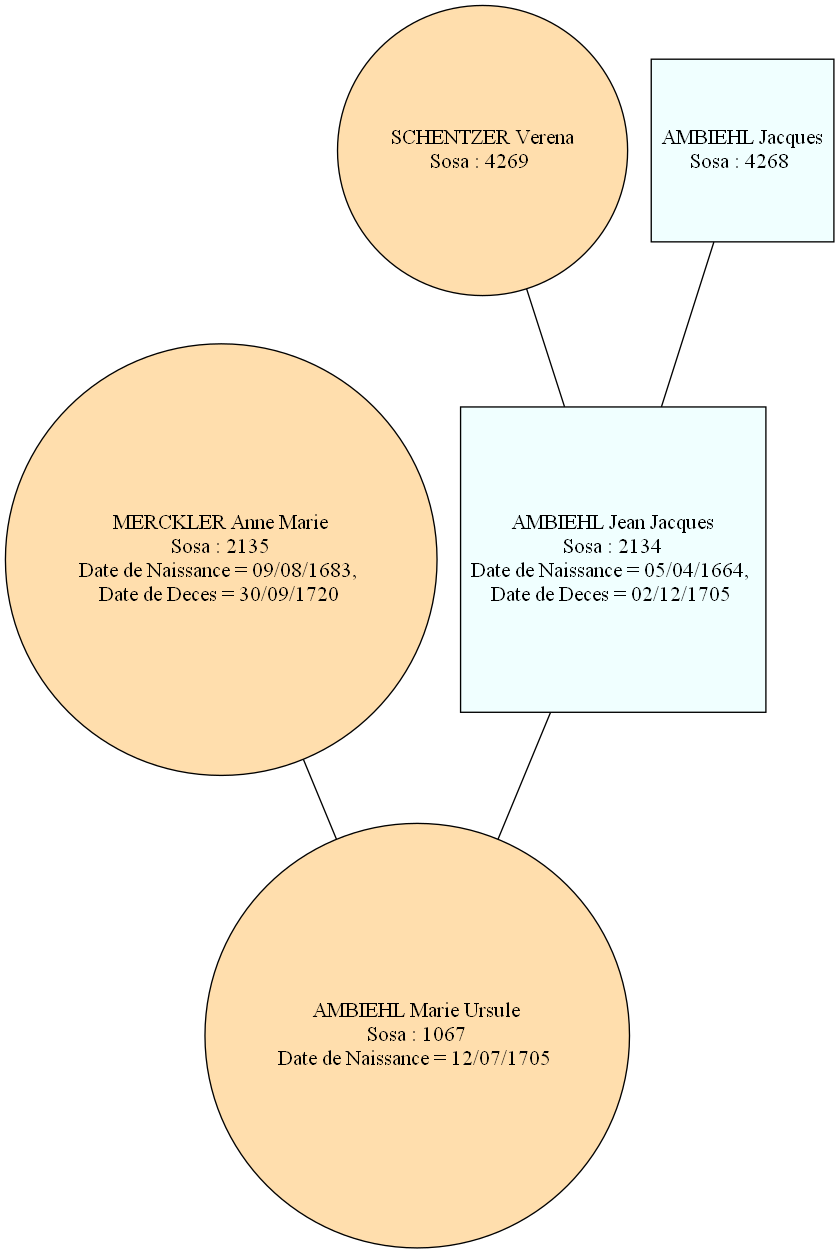 SCHENTZER Verena
Sosa : 4269
AMBIEHL Jacques
Sosa : 4268
MERCKLER Anne Marie
Sosa : 2135
Date de Naissance = 09/08/1683,
Date de Deces = 30/09/1720
AMBIEHL Jean Jacques
Sosa : 2134
Date de Naissance = 05/04/1664,
Date de Deces = 02/12/1705
AMBIEHL Marie Ursule
Sosa : 1067
Date de Naissance = 12/07/1705